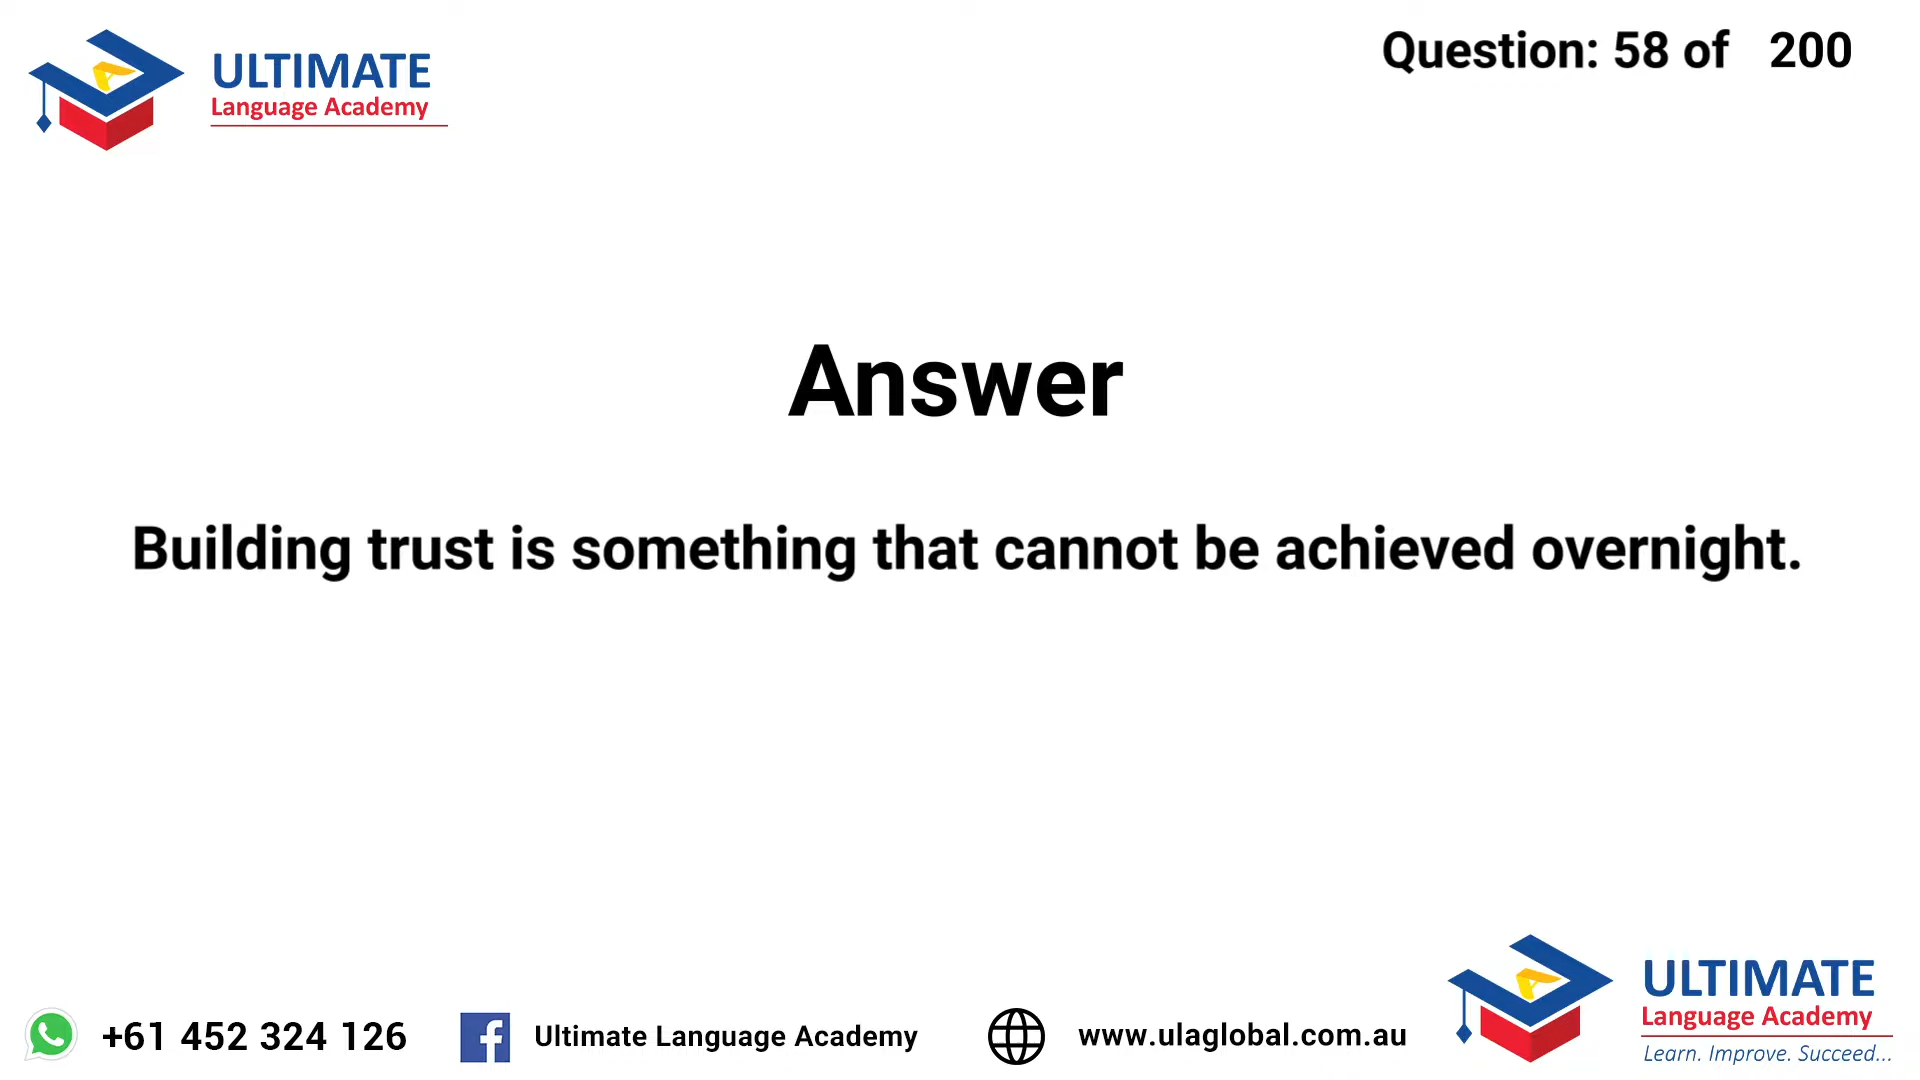 ULTIMATE
Language Academy
Question: 58 of 200
Answer
Building trust is something that cannot be achieved overnight.
+61 452 324 126
Ultimate Language Academy
www.ulaglobal.com.au
ULTIMATE
Language Academy
Learn. Improve. Succeed...